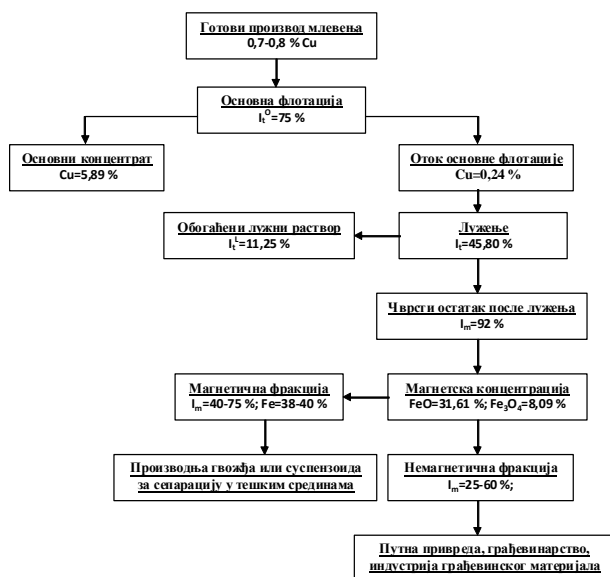 Готови производ млевења
0,7-0,8 % Cu
Основна флотација
ItO=75 %
Основни концентрат
Cu=5,89 %
Оток основне флотације
Cu=0,24 %
Обогаћени лужни раствор
ItL=11,25 %
Лужење
It=45,80 %
Чврсти остатак после лужења
Im=92 %
Магнетична фракција
Im=40-75 %; Fe=38-40 %
Магнетска концентрација
FeO=31,61 %; Fe3O4=8,09 %
Производња гвожђа или суспензоида
за сепарацију у тешким срединама
Немагнетична фракција
Im=25-60 %;
Путна привреда, грађевинарство,
индустрија грађевинског материјала